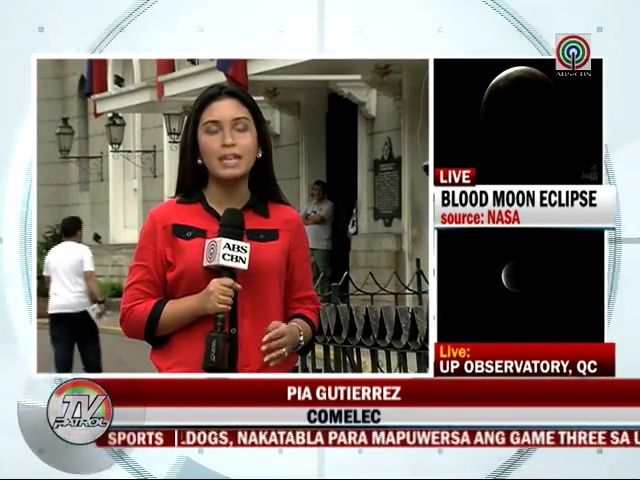 ABS-CBN
LIVE
BLOOD MOON ECLIPSE
source: NASA
ABS
CBN
Live:
UP OBSERVATORY, QC
PIA GUTIERREZ
COMELEC
TV
PATROL
SPORTS
DOGS, NAKATABLA PARA MAPUWERSA ANG GAME THREE SA